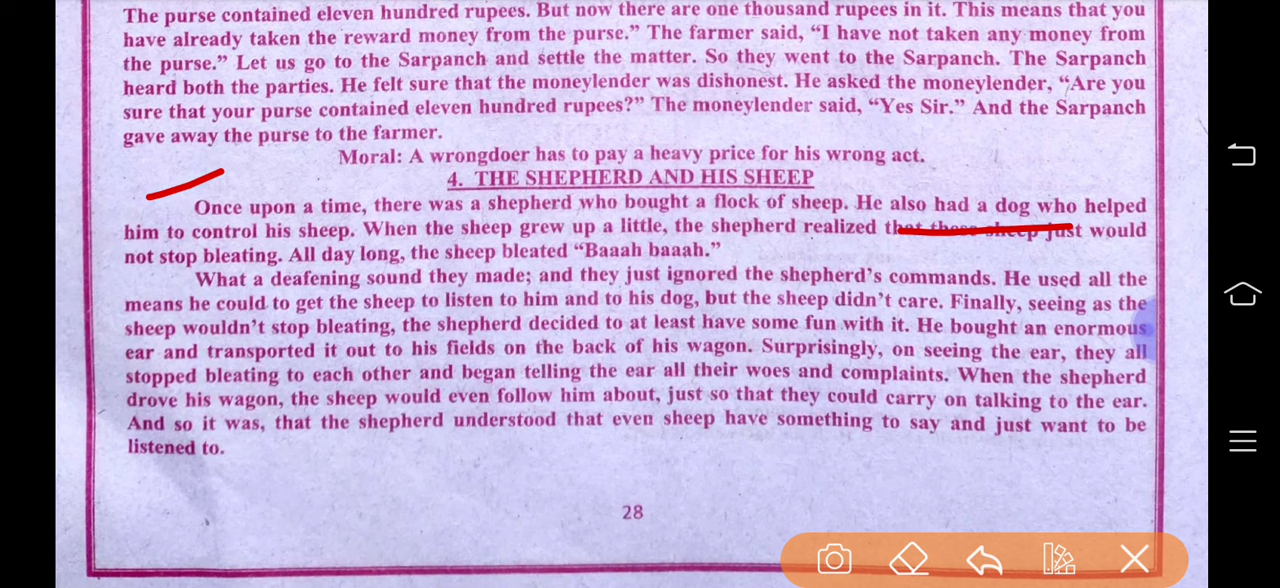 The purse contained eleven hundred rupees. But now there are one thousand rupees in it. This means that you
have already taken the reward money from the purse.” The farmer said, “I have not taken any money from
the purse.” Let us go to the Sarpanch and settle the matter. So they went to the Sarpanch. The Sarpanch
heard both the parties. He felt sure that the moneylender was dishonest. He asked the moneylender, “Are you
sure that your purse contained eleven hundred rupees?” The moneylender said, “Yes Sir.” And the Sarpanch
gave away the purse to the farmer.
Moral: A wrongdoer has to pay a heavy price for his wrong act.
4. THE SHEPHERD AND HIS SHEEP
Once upon a time, there was a shepherd who bought a flock of sheep. He also had a dog who helped
him to control his sheep. When the sheep grew up a little, the shepherd realized that these sheep just would
not stop bleating. All day long, the sheep bleated “Baaah baaah.”
What a deafening sound they made; and they just ignored the shepherd’s commands. He used all the
means he could to get the sheep to listen to him and to his dog, but the sheep didn’t care. Finally, seeing as the
sheep wouldn’t stop bleating, the shepherd decided to at least have some fun with it. He bought an enormous
ear and transported it out to his fields on the back of his wagon. Surprisingly, on seeing the ear, they all
stopped bleating to each other and began telling the ear all their woes and complaints. When the shepherd
drove his wagon, the sheep would even follow him about, just so that they could carry on talking to the ear.
And so it was, that the shepherd understood that even sheep have something to say and just want to be
listened to.
28